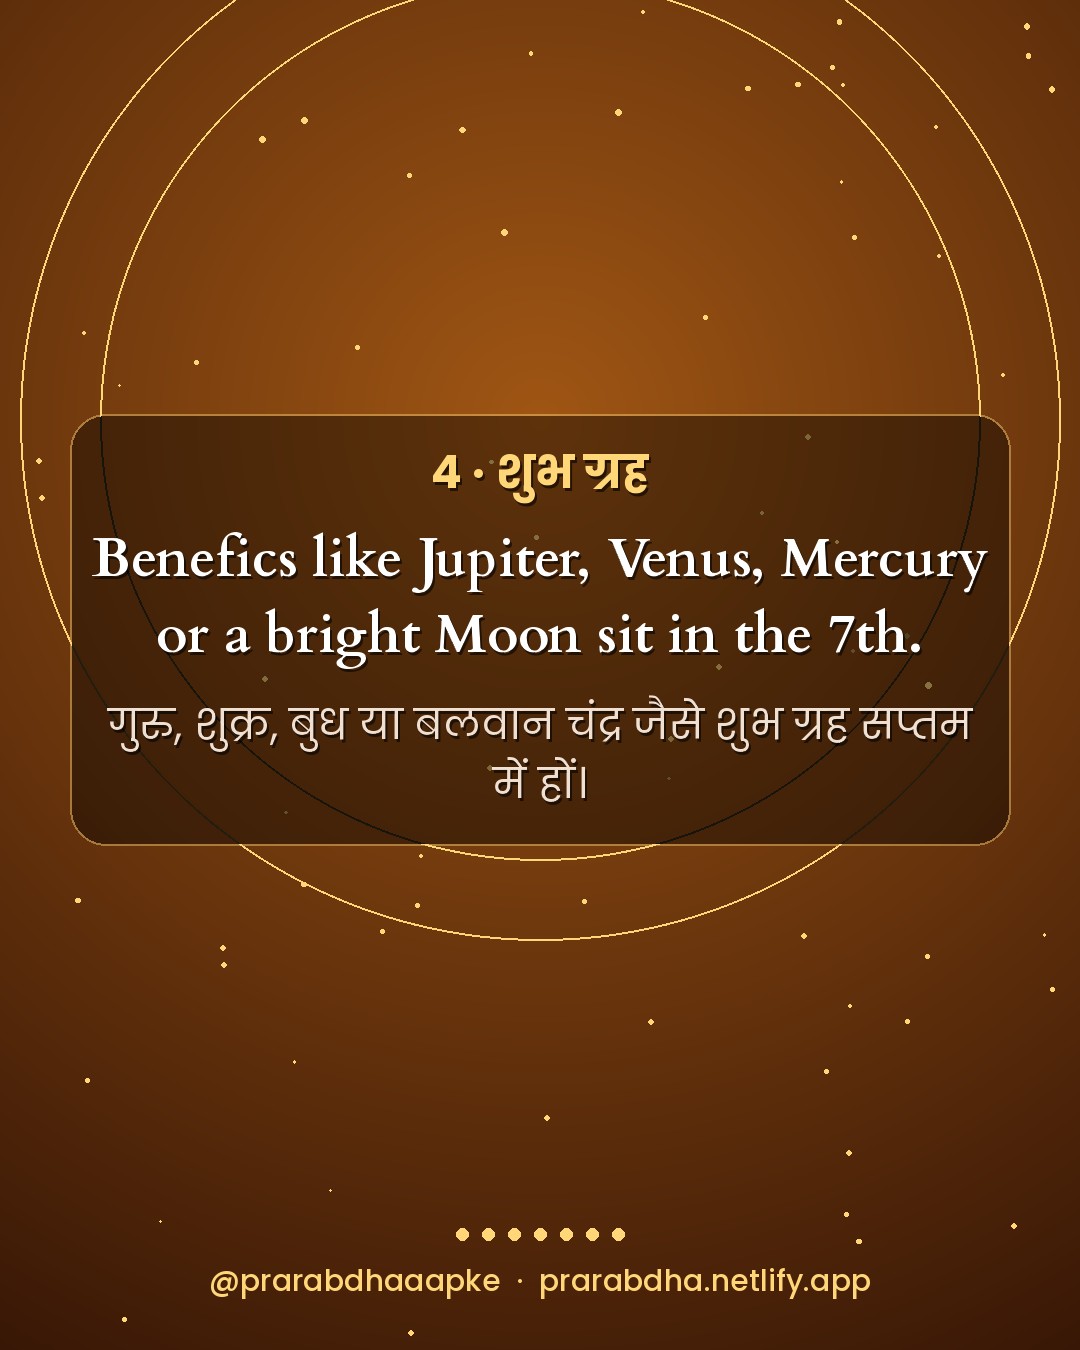 4 · शुभ ग्रह
Benefics like Jupiter, Venus, Mercury
or a bright Moon sit in the 7th.
गुरु, शुक्र, बुध या बलवान चंद्र जैसे शुभ ग्रह सप्तम
में हों।
@prarabdhaaapke · prarabdha.netlify.app